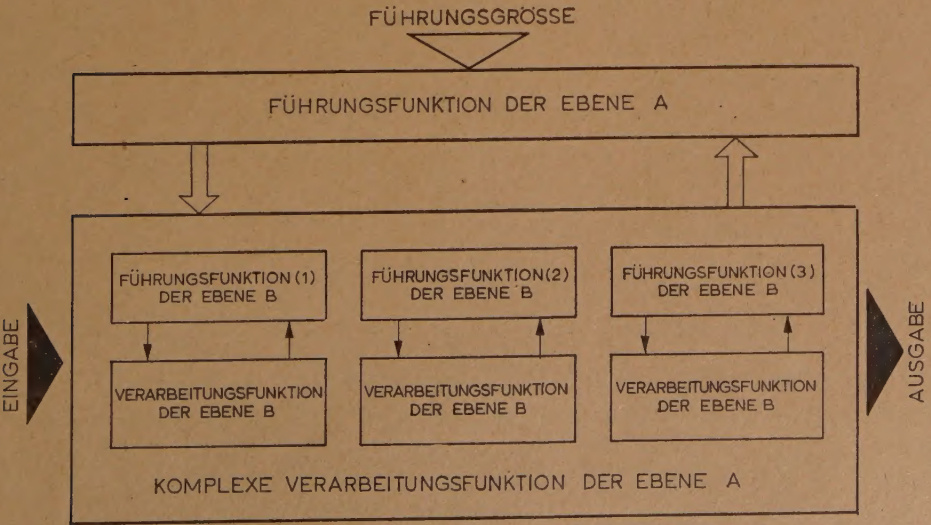 FÜHRUNGSGRÖSSE
FÜHRUNGSFUNKTION DER EBENE A
FÜHRUNGSFUNKTION (1)
DER EBENE B
FÜHRUNGSFUNKTION (2)
DER EBENE B
FÜHRUNGSFUNKTION (3)
DER EBENE B
EINGABE
VERARBEITUNGSFUNKTION
DER EBENE B
VERARBEITUNGSFUNKTION
DER EBENE B
VERARBEITUNGSFUNKTION
DER EBENE B
AUSGABE
KOMPLEXE VERARBEITUNGSFUNKTION DER EBENE A